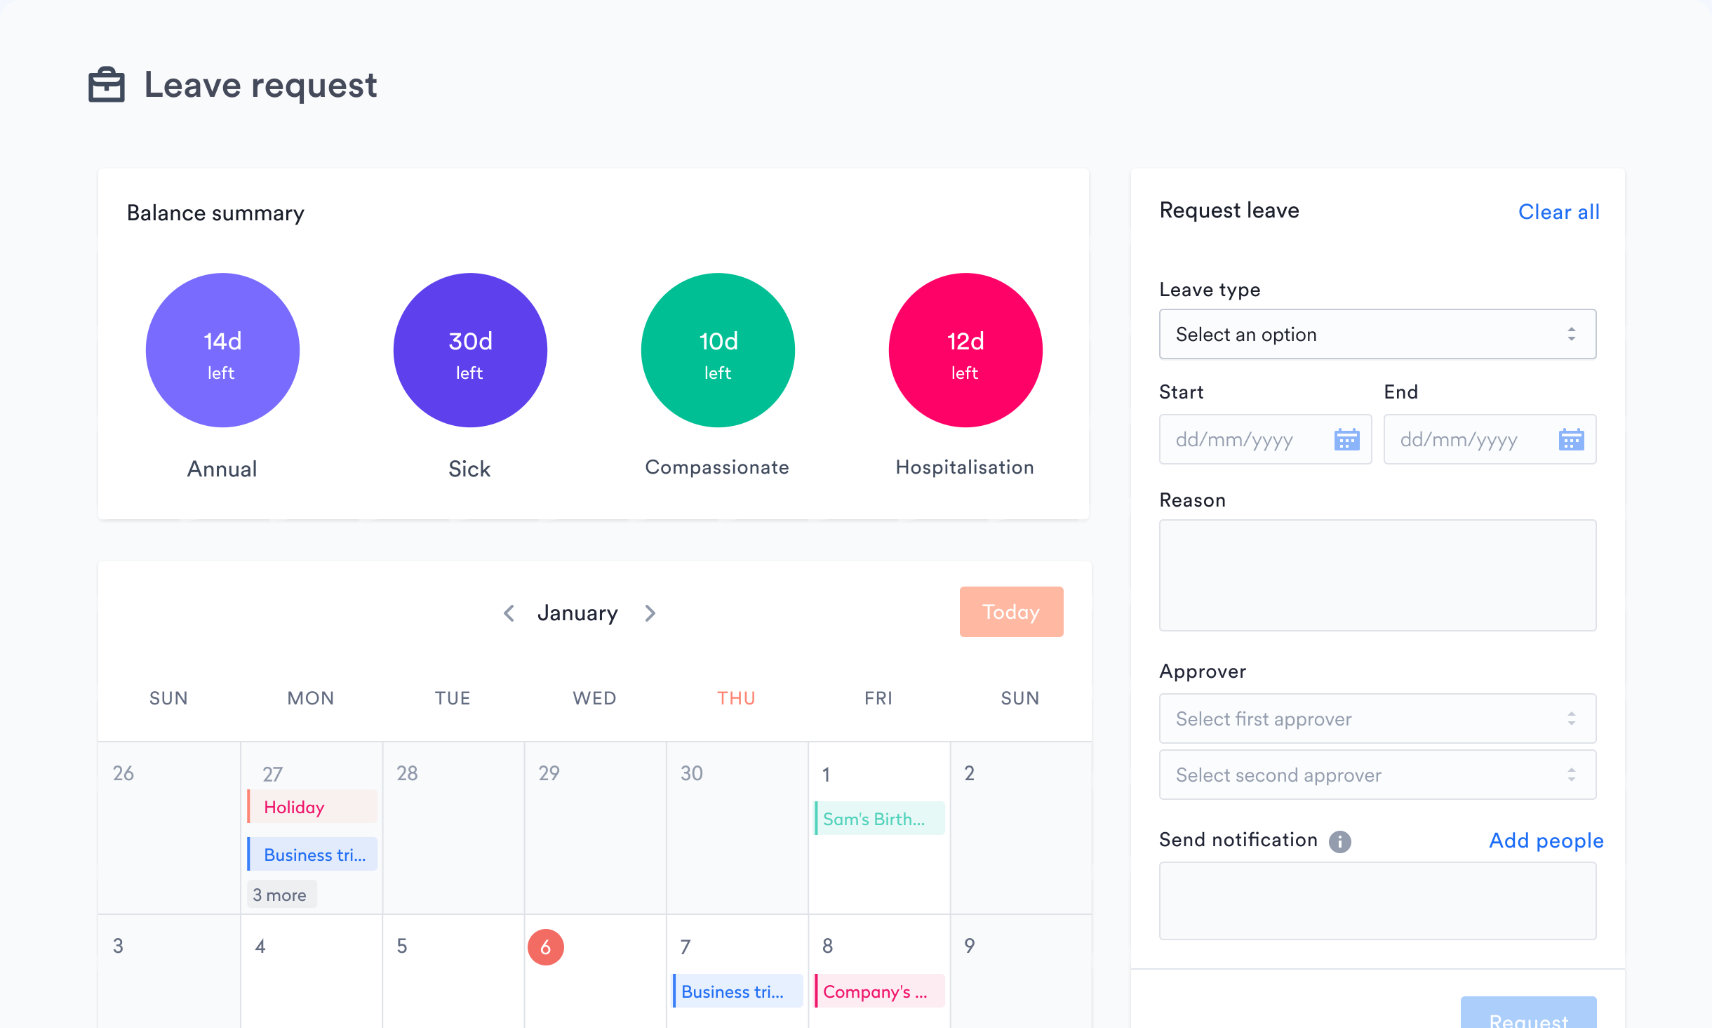 Leave request
Balance summary
14d
left
30d
left
10d
left
12d
left
Annual
Sick
Compassionate
Hospitalisation
January
Today
SUN MON TUE WED THU FRI SUN
26 27 28 29 30 1 2
Holiday
Sam's Birth...
Business tri...
3 more
3 4 5 6 7 8 9
Business tri... Company's ...
Request leave
Clear all
Leave type
Select an option
Start End
dd/mm/yyyy dd/mm/yyyy
Reason
Approver
Select first approver
Select second approver
Send notification
Add people
Request